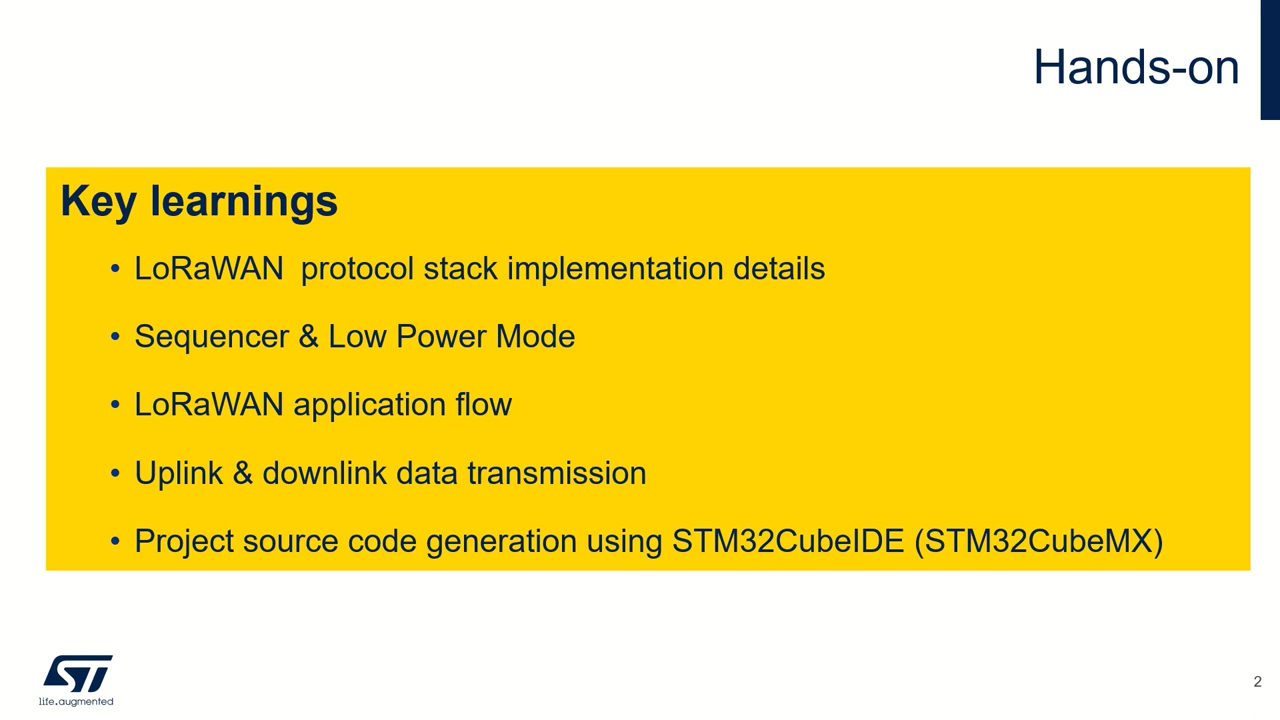 Hands-on
Key learnings
• LoRaWAN  protocol stack implementation details
• Sequencer & Low Power Mode
• LoRaWAN application flow
• Uplink & downlink data transmission
• Project source code generation using STM32CubeIDE (STM32CubeMX)
ST
life.augmented
2